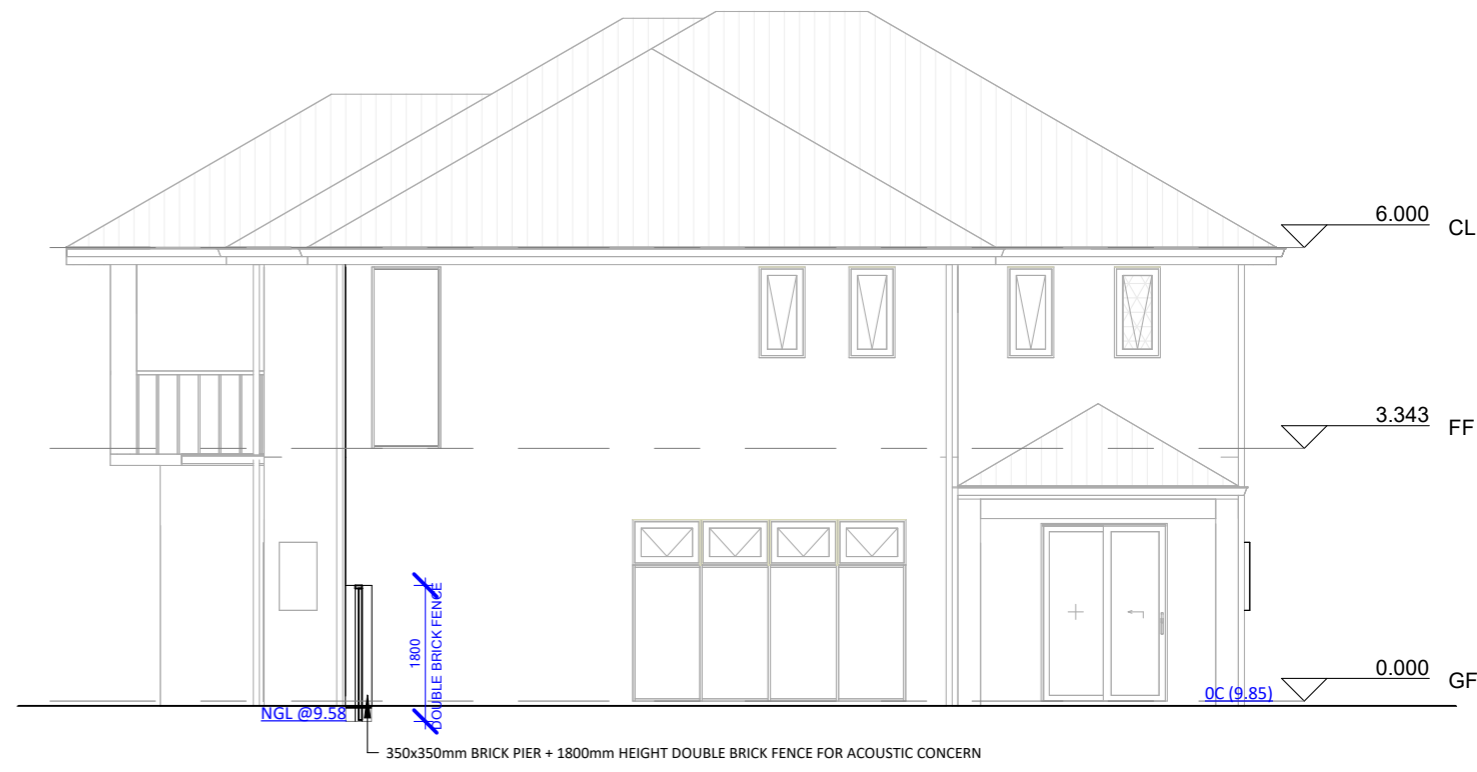 6.000 CL
3.343 FF
0.000 GF
0C (9.85)
1800
DOUBLE BRICK FENCE
NGL @9.58
350x350mm BRICK PIER + 1800mm HEIGHT DOUBLE BRICK FENCE FOR ACOUSTIC CONCERN